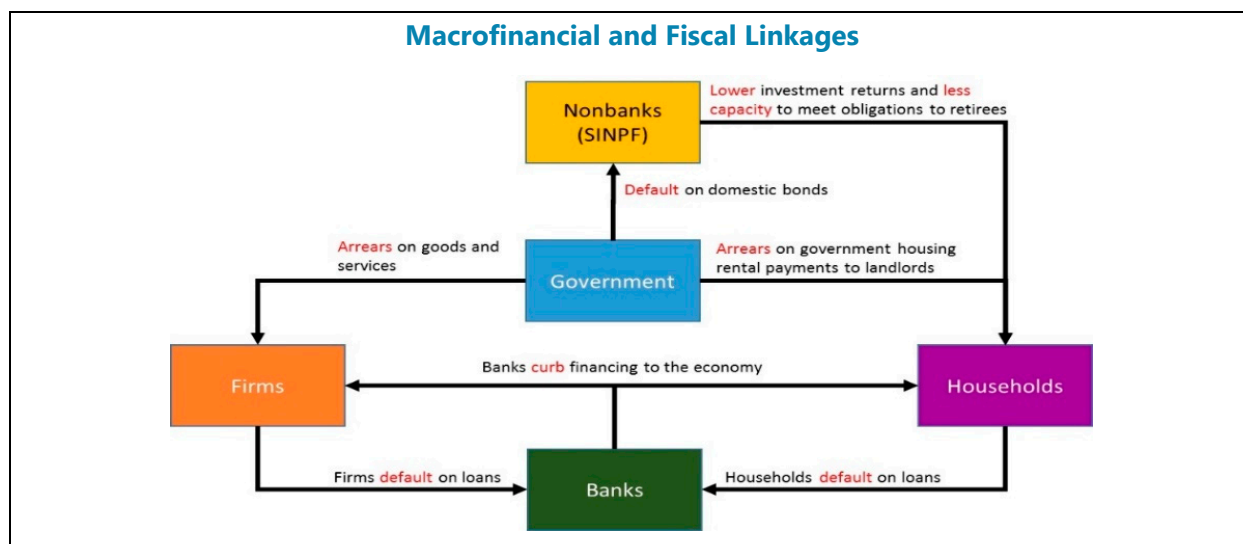 Macrofinancial and Fiscal Linkages
Lower investment returns and less
capacity to meet obligations to retirees
Nonbanks
(SINPF)
Default on domestic bonds
Arrears on goods and
services
Arrears on government housing
rental payments to landlords
Government
Banks curb financing to the economy
Firms
Households
Firms default on loans
Households default on loans
Banks